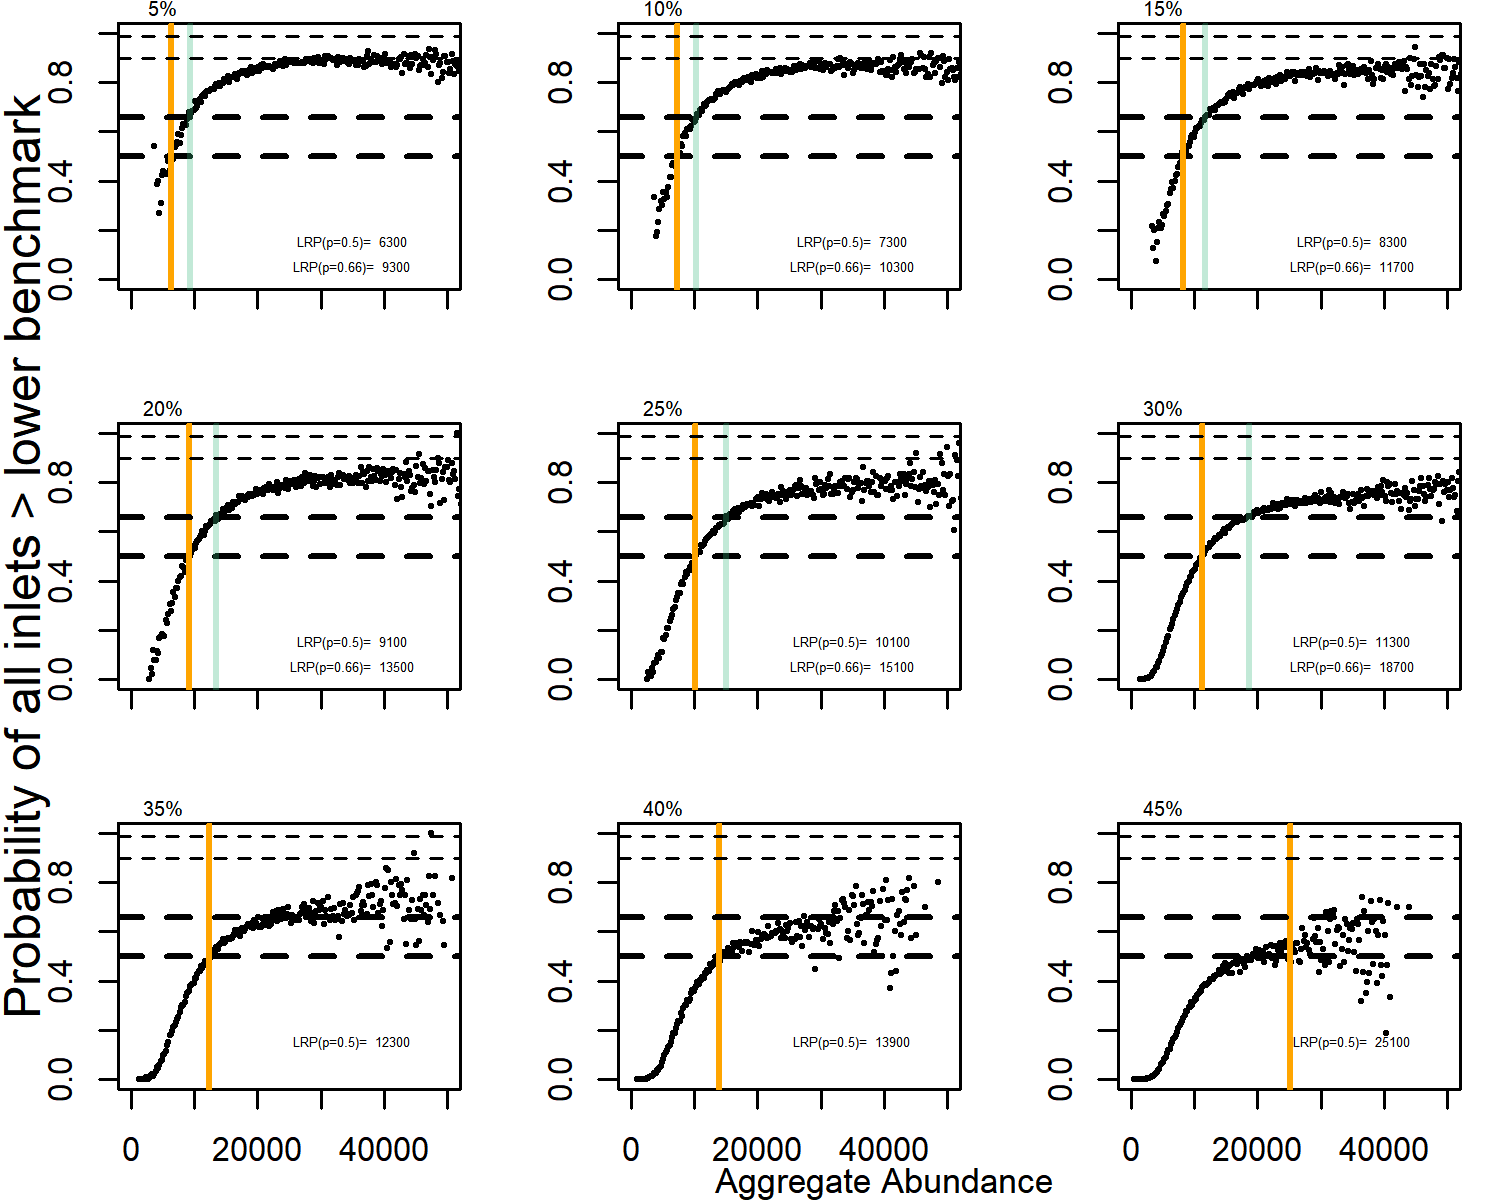 Probability of all inlets > lower benchmark
5%
0.0 0.4 0.8
LRP(p=0.5)= 6300
LRP(p=0.66)= 9300
10%
0.0 0.4 0.8
LRP(p=0.5)= 7300
LRP(p=0.66)= 10300
15%
0.0 0.4 0.8
LRP(p=0.5)= 8300
LRP(p=0.66)= 11700
20%
0.0 0.4 0.8
LRP(p=0.5)= 9100
LRP(p=0.66)= 13500
25%
0.0 0.4 0.8
LRP(p=0.5)= 10100
LRP(p=0.66)= 15100
30%
0.0 0.4 0.8
LRP(p=0.5)= 11300
LRP(p=0.66)= 18700
35%
0.0 0.4 0.8
LRP(p=0.5)= 12300
0 20000 40000
40%
0.0 0.4 0.8
LRP(p=0.5)= 13900
0 20000 40000
45%
0.0 0.4 0.8
LRP(p=0.5)= 25100
0 20000 40000
Aggregate Abundance